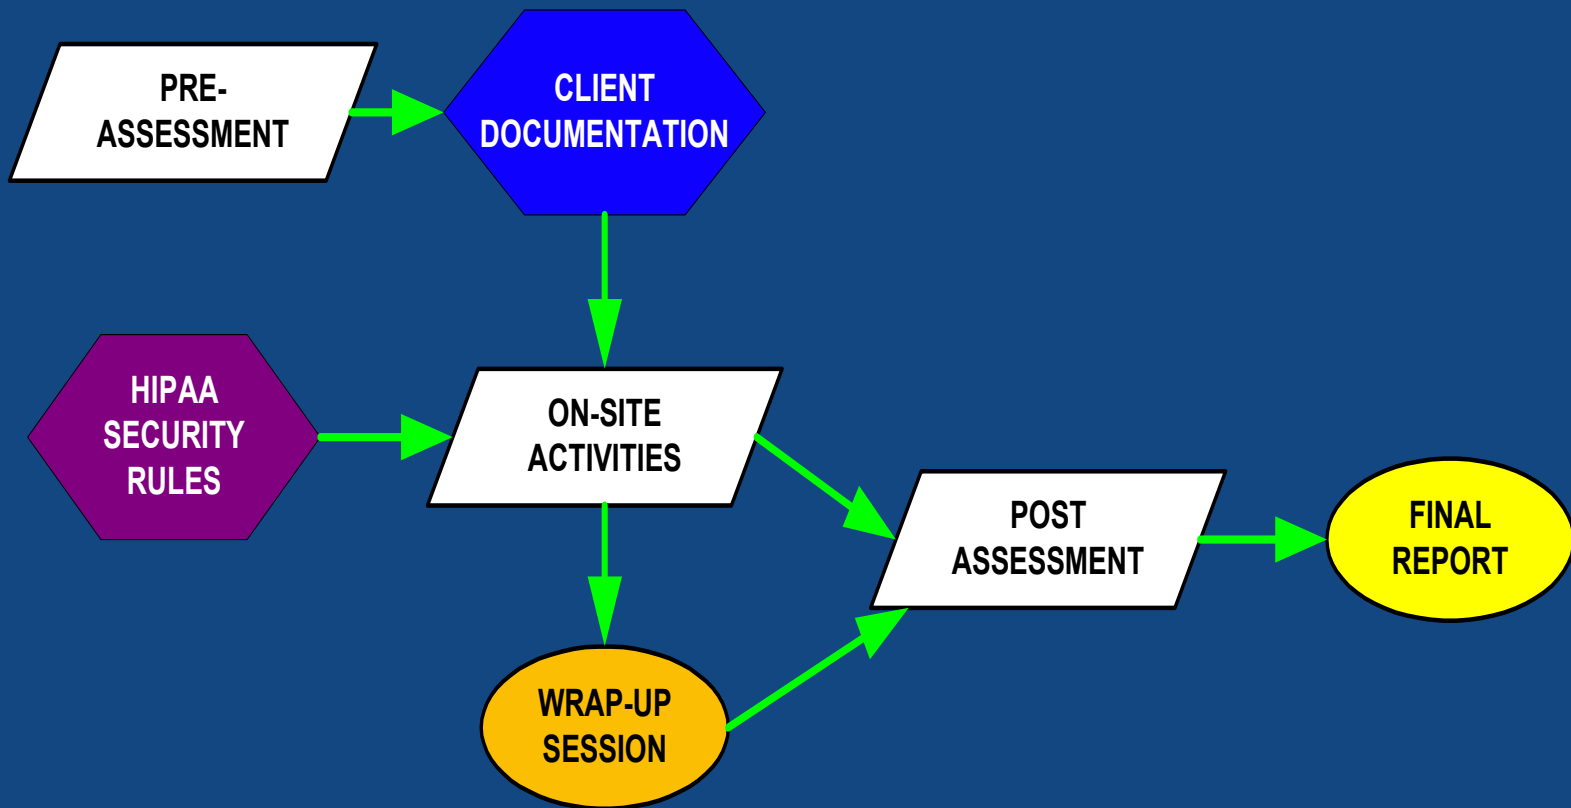 PRE-
ASSESSMENT
CLIENT
DOCUMENTATION
HIPAA
SECURITY
RULES
ON-SITE
ACTIVITIES
POST
ASSESSMENT
FINAL
REPORT
WRAP-UP
SESSION